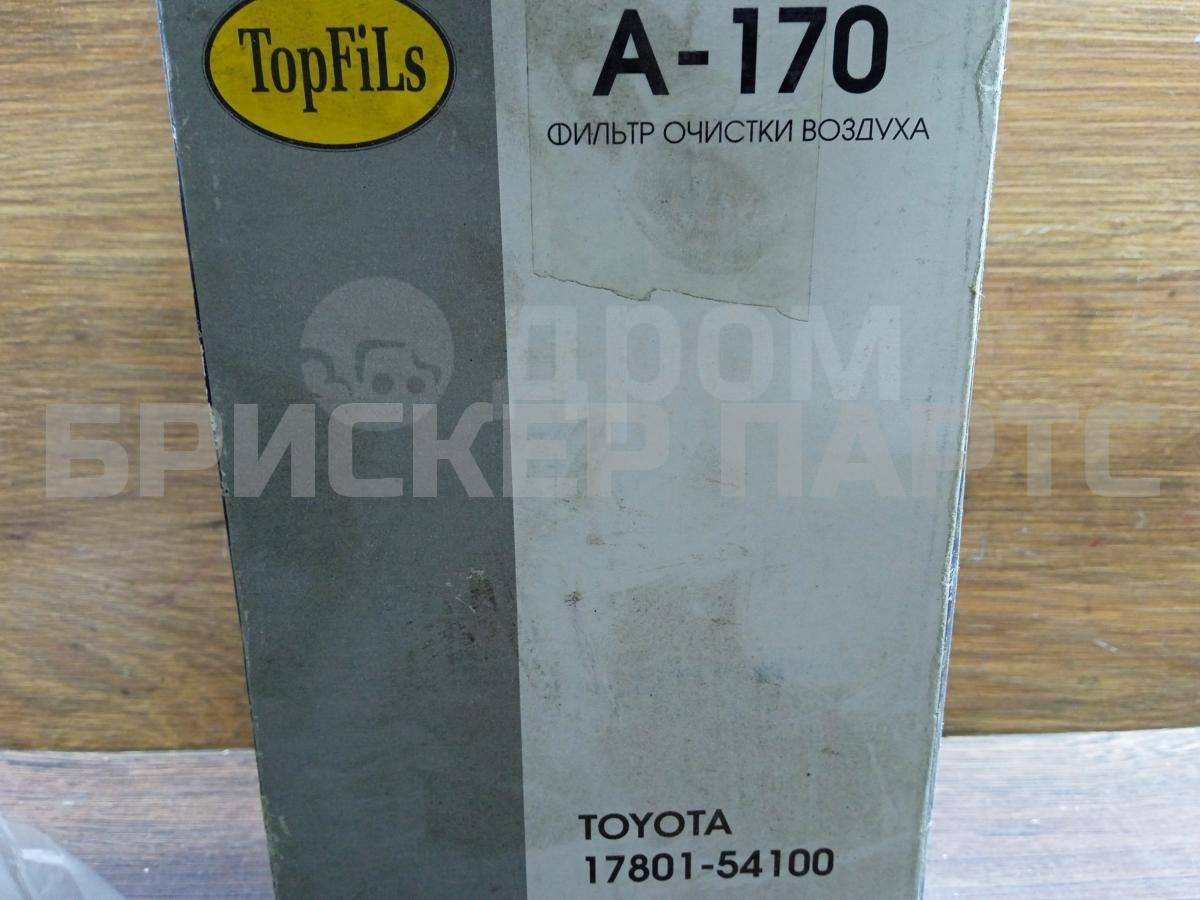 TopFiLs
A-170
ФИЛЬТР ОЧИСТКИ ВОЗДУХА
ДРОМ
БРИСКЕР ПАРТС
TOYOTA
17801-54100